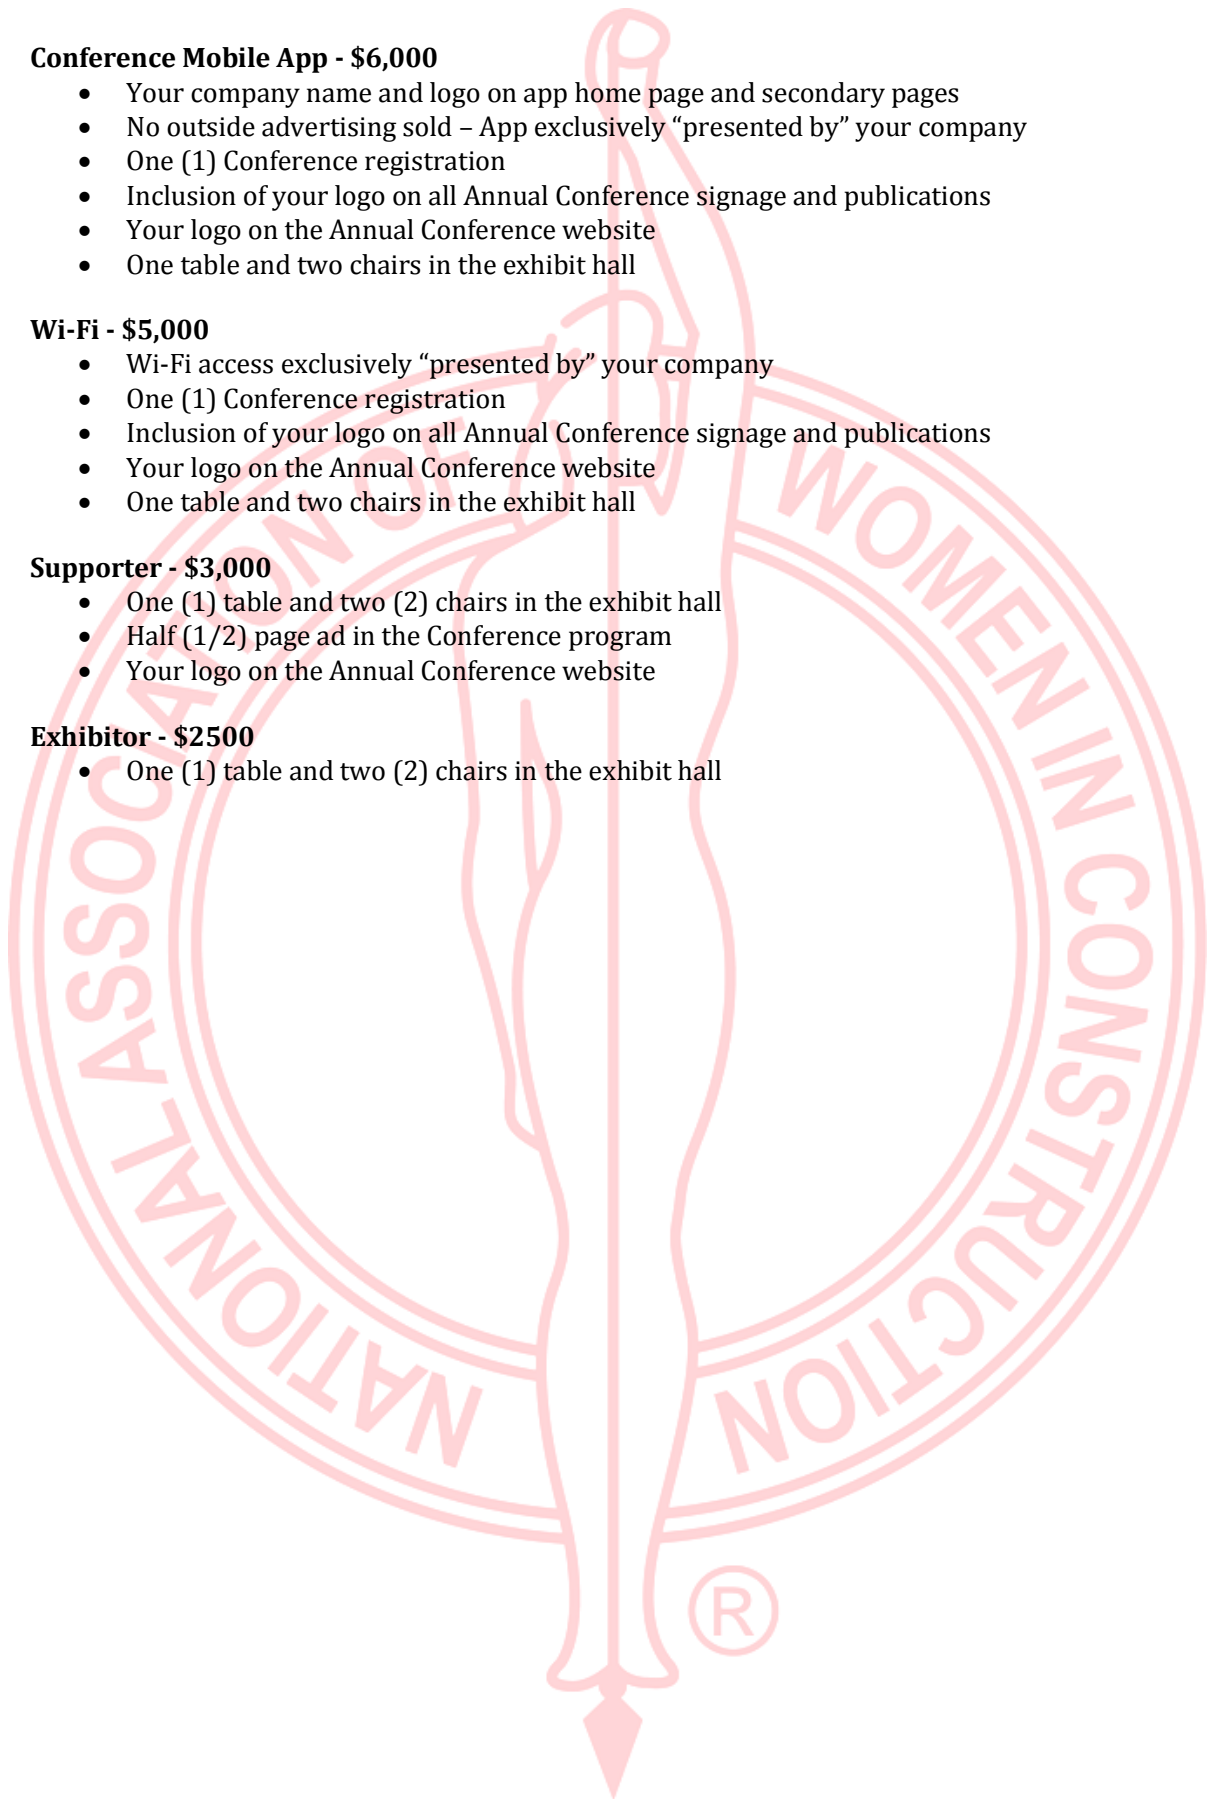 Conference Mobile App - $6,000
• Your company name and logo on app home page and secondary pages
• No outside advertising sold – App exclusively “presented by” your company
• One (1) Conference registration
• Inclusion of your logo on all Annual Conference signage and publications
• Your logo on the Annual Conference website
• One table and two chairs in the exhibit hall
Wi-Fi - $5,000
• Wi-Fi access exclusively “presented by” your company
• One (1) Conference registration
• Inclusion of your logo on all Annual Conference signage and publications
• Your logo on the Annual Conference website
• One table and two chairs in the exhibit hall
Supporter - $3,000
• One (1) table and two (2) chairs in the exhibit hall
• Half (1/2) page ad in the Conference program
• Your logo on the Annual Conference website
Exhibitor - $2500
• One (1) table and two (2) chairs in the exhibit hall
NATIONAL ASSOCIATION OF WOMEN IN CONSTRUCTION
®